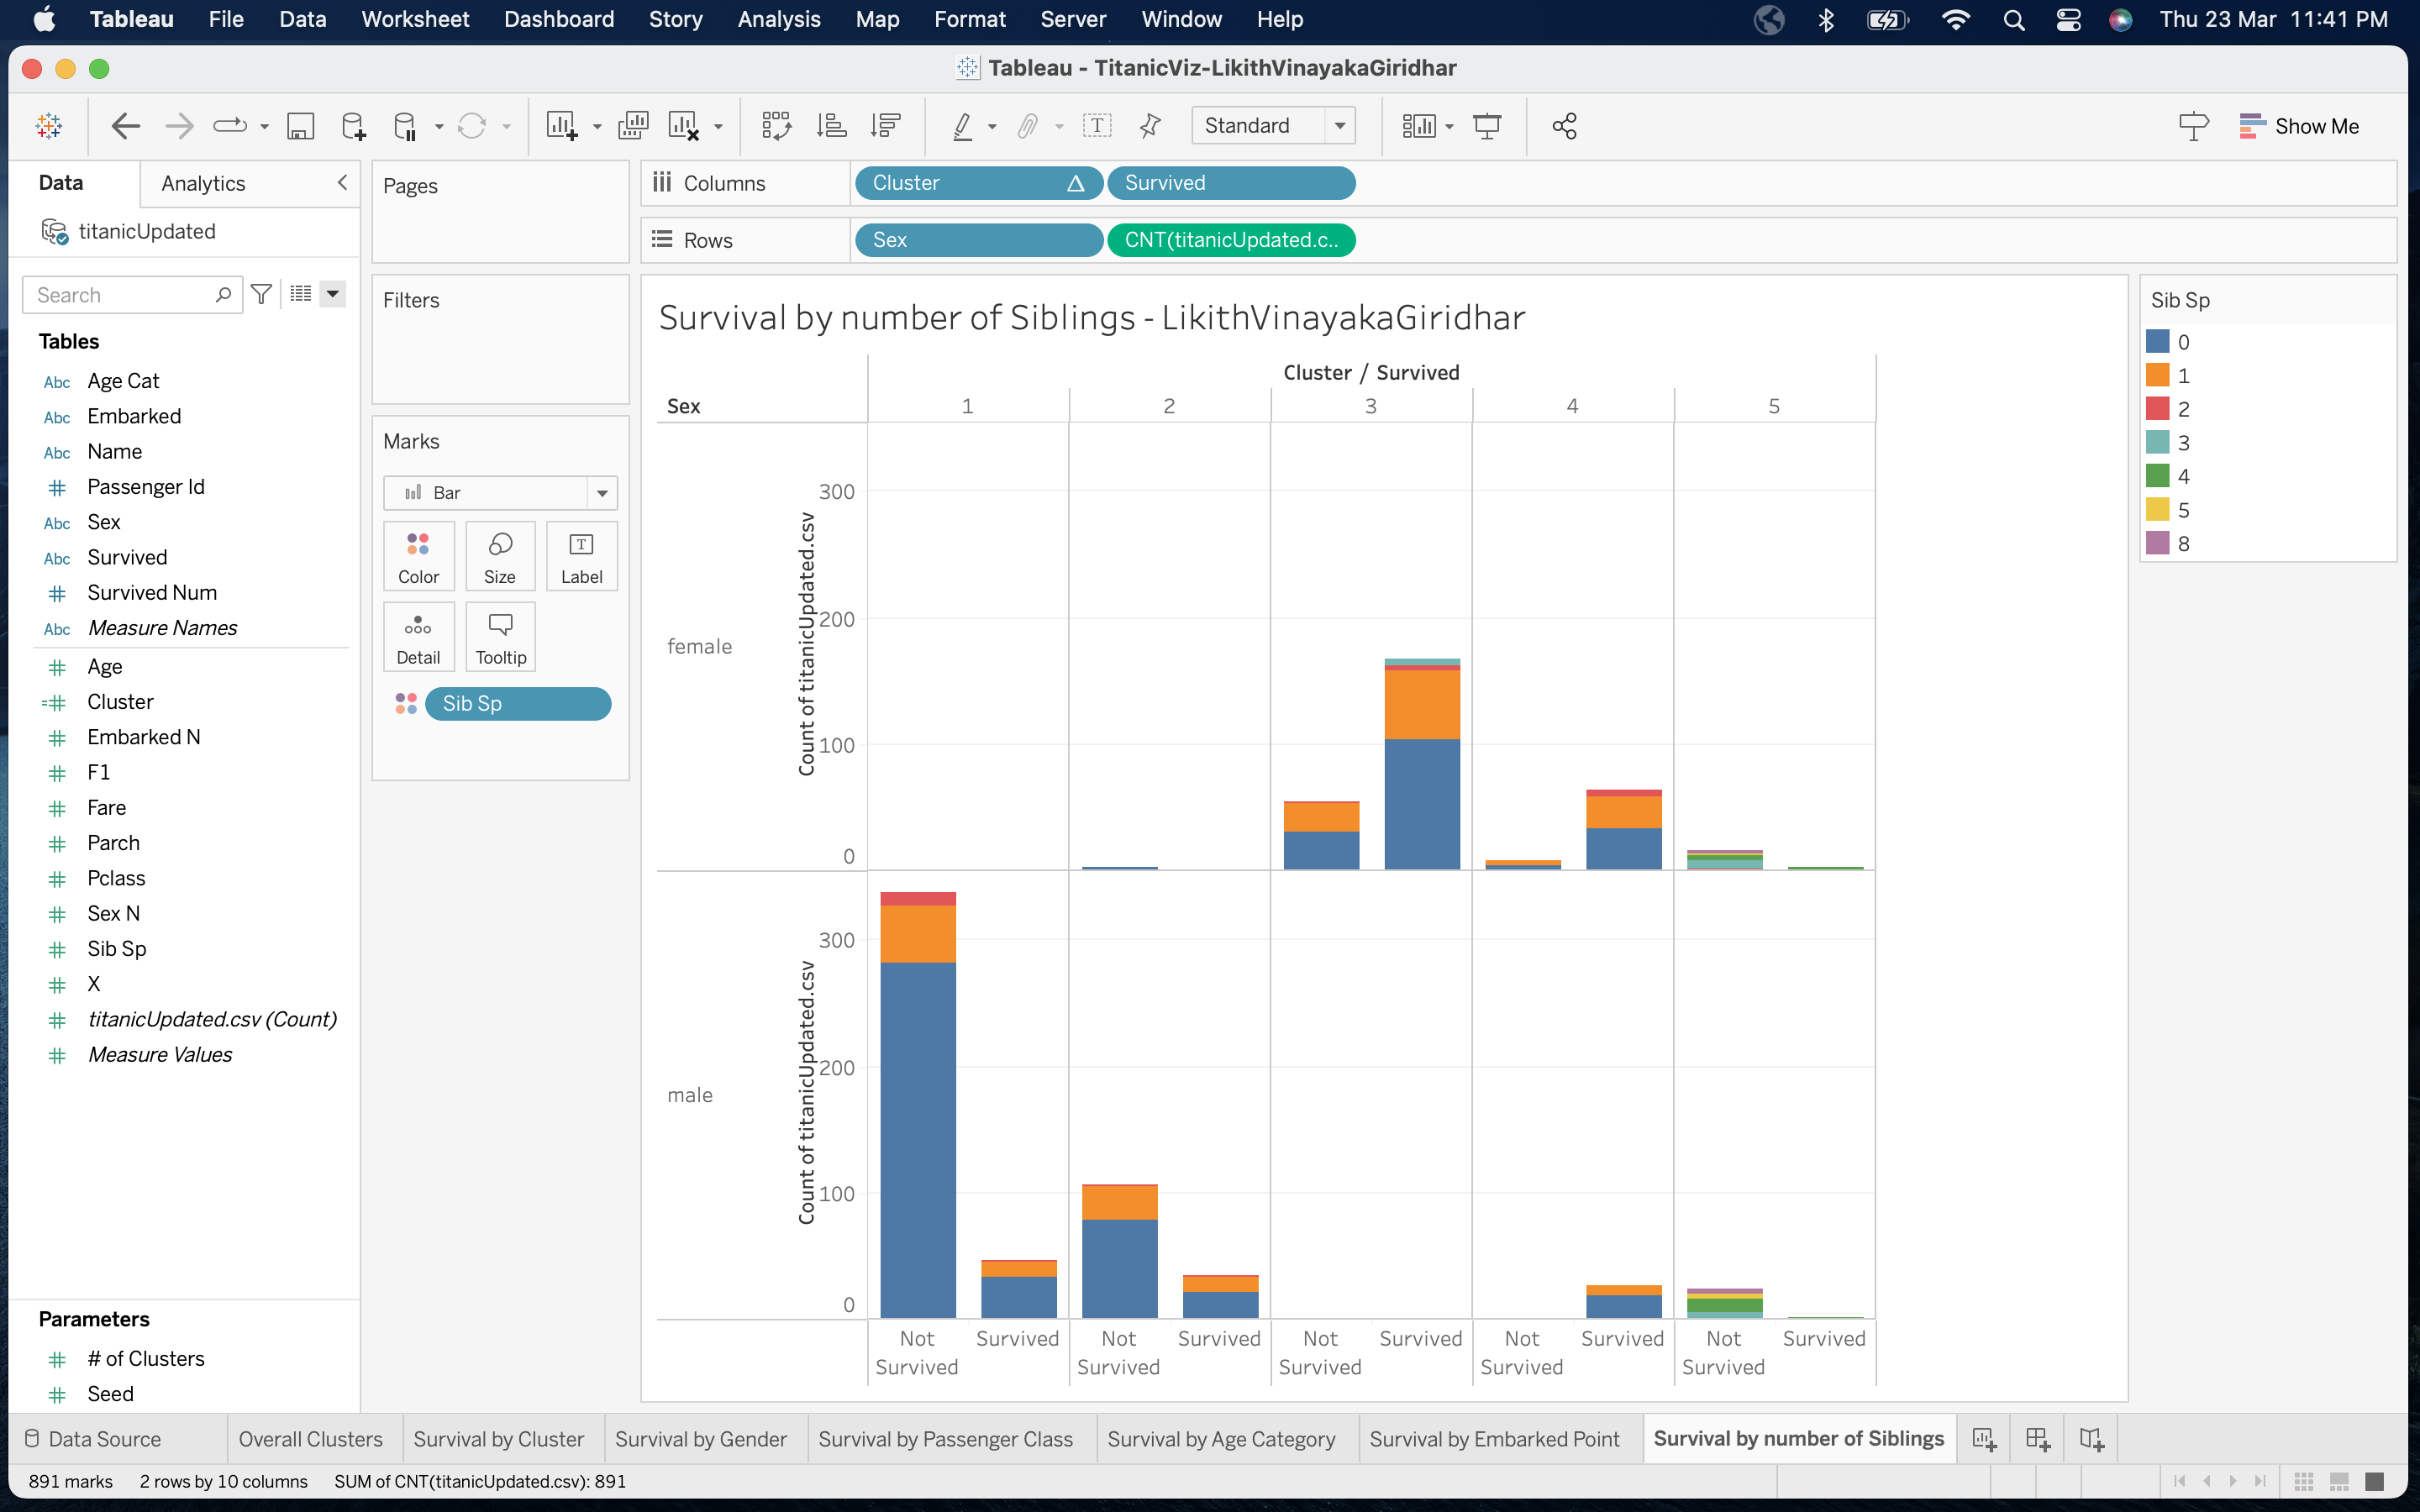 Tableau File Data Worksheet Dashboard Story Analysis Map Format Server Window Help Thu 23 Mar 11:41 PM
Tableau - TitanicViz-LikithVinayakaGiridhar
Standard Show Me
Data Analytics
titanicUpdated
Search
Tables
Abc Age Cat
Abc Embarked
Abc Name
# Passenger Id
Abc Sex
Abc Survived
# Survived Num
Abc Measure Names
# Age
=# Cluster
# Embarked N
# F1
# Fare
# Parch
# Pclass
# Sex N
# Sib Sp
# X
# titanicUpdated.csv (Count)
# Measure Values
Parameters
# # of Clusters
# Seed
Pages
Filters
Marks
Bar
Color Size Label
Detail Tooltip
Sib Sp
Columns Cluster Δ Survived
Rows Sex CNT(titanicUpdated.c..
Survival by number of Siblings - LikithVinayakaGiridhar
Cluster / Survived
Sex 1 2 3 4 5
female
Count of titanicUpdated.csv
300
200
100
0
male
Count of titanicUpdated.csv
300
200
100
0
Not Survived Survived Not Survived Survived Not Survived Survived Not Survived Survived Not Survived Survived
Sib Sp
0
1
2
3
4
5
8
Data Source Overall Clusters Survival by Cluster Survival by Gender Survival by Passenger Class Survival by Age Category Survival by Embarked Point Survival by number of Siblings
891 marks 2 rows by 10 columns SUM of CNT(titanicUpdated.csv): 891